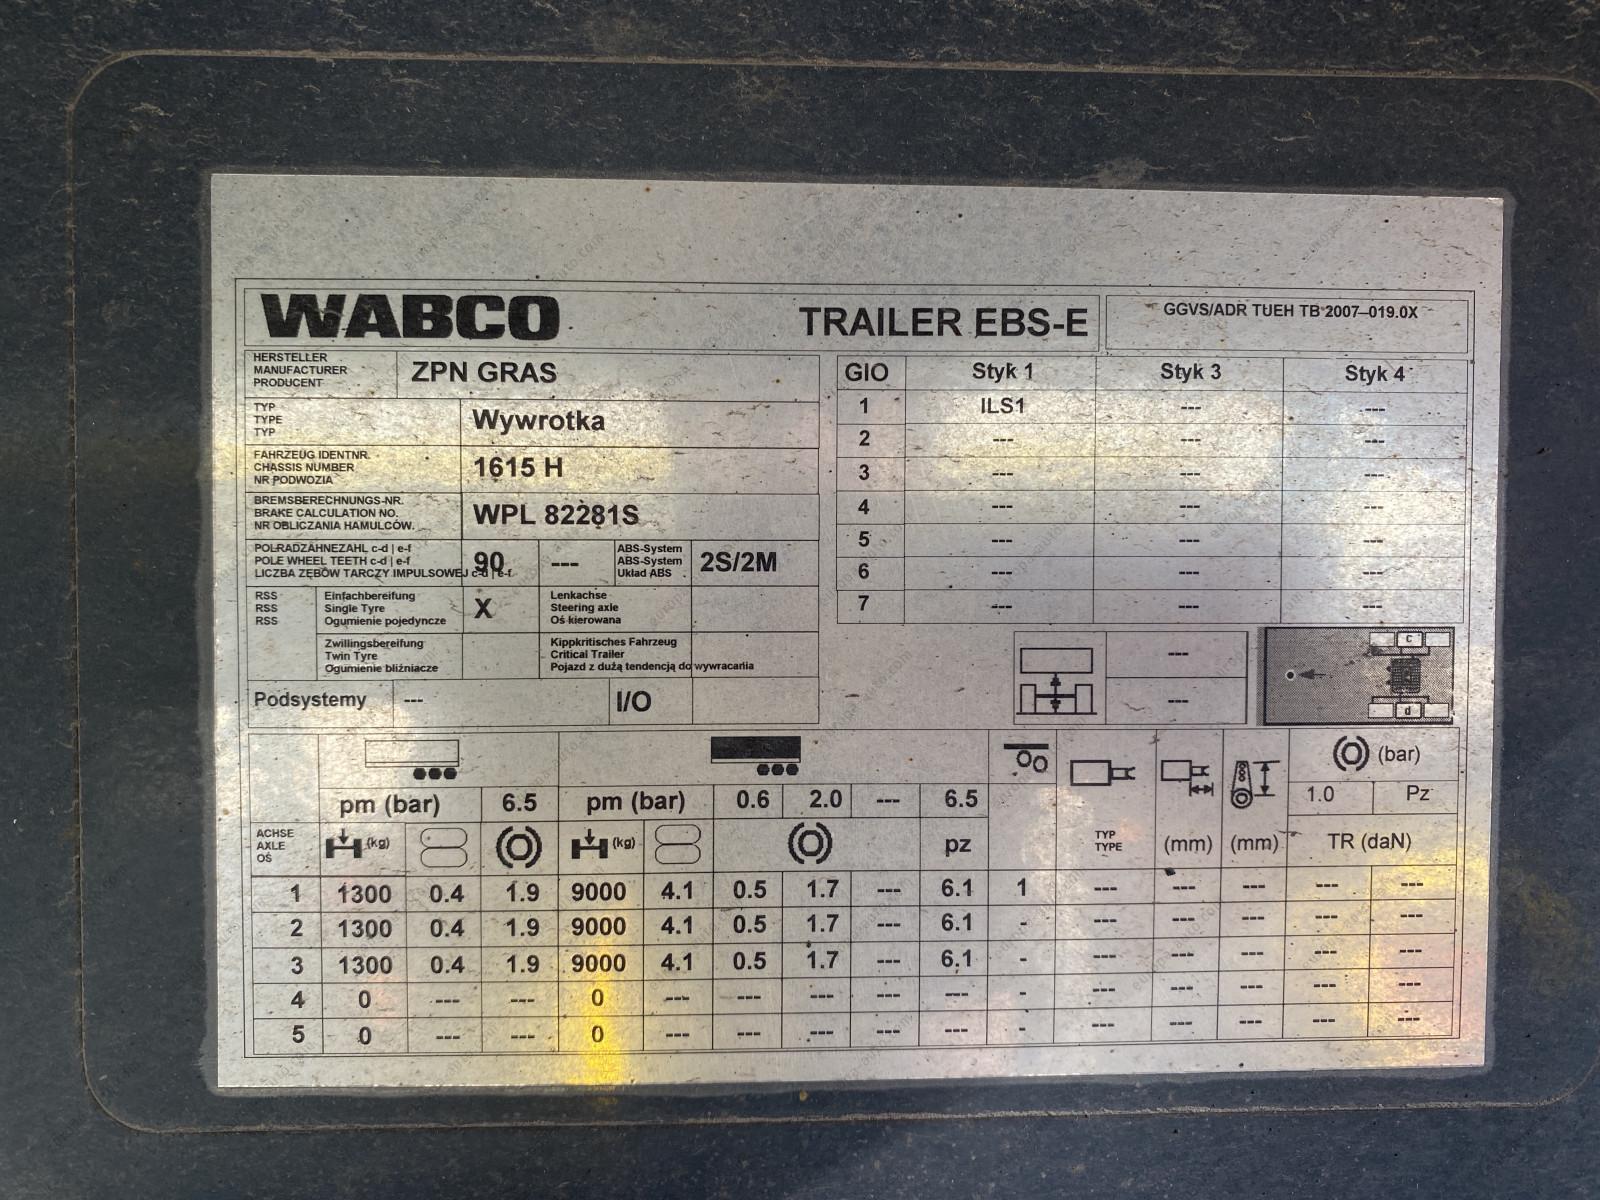 WABCO TRAILER EBS-E GGVS/ADR TUEH TB 2007–019.0X
HERSTELLER
MANUFACTURER
PRODUCENT
ZPN GRAS
TYP
TYPE
TYP
Wywrotka
FAHRZEUG IDENTNR.
CHASSIS NUMBER
NR PODWOZIA
1615 H
BREMSBERECHNUNGS-NR.
BRAKE CALCULATION NO.
NR OBLICZANIA HAMULCÓW.
WPL 82281S
POLRADZÄHNEZAHL c-d | e-f
POLE WHEEL TEETH c-d | e-f
LICZBA ZĘBÓW TARCZY IMPULSOWEJ c-d | e-f
90 ---
ABS-System
ABS-System
Układ ABS
2S/2M
RSS
RSS
RSS
Einfachbereifung
Single Tyre
Ogumienie pojedyncze
X
Lenkachse
Steering axle
Oś kierowana
Zwillingsbereifung
Twin Tyre
Ogumienie bliźniacze
Kippkritisches Fahrzeug
Critical Trailer
Pojazd z dużą tendencją do wywracania
Podsystemy --- I/O
GIO Styk 1 Styk 3 Styk 4
1 ILS1 --- ---
2 --- --- ---
3 --- --- ---
4 --- --- ---
5 --- --- ---
6 --- --- ---
7 --- --- ---
---
---
c
d
(bar)
pm (bar) 6.5 pm (bar) 0.6 2.0 --- 6.5 1.0 Pz
ACHSE
AXLE
OŚ
(kg) (kg) pz
TYP
TYPE
(mm) (mm) TR (daN)
1 1300 0.4 1.9 9000 4.1 0.5 1.7 --- 6.1 1 --- --- --- --- ---
2 1300 0.4 1.9 9000 4.1 0.5 1.7 --- 6.1 - --- --- --- --- ---
3 1300 0.4 1.9 9000 4.1 0.5 1.7 --- 6.1 - --- --- --- --- ---
4 0 --- --- 0 --- --- --- --- --- - --- --- --- --- ---
5 0 --- --- 0 --- --- --- --- --- - --- --- --- --- ---